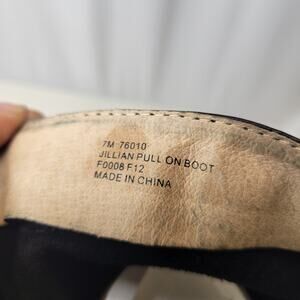 7M 76010
JILLIAN PULL ON BOOT
F0008 F12
MADE IN CHINA